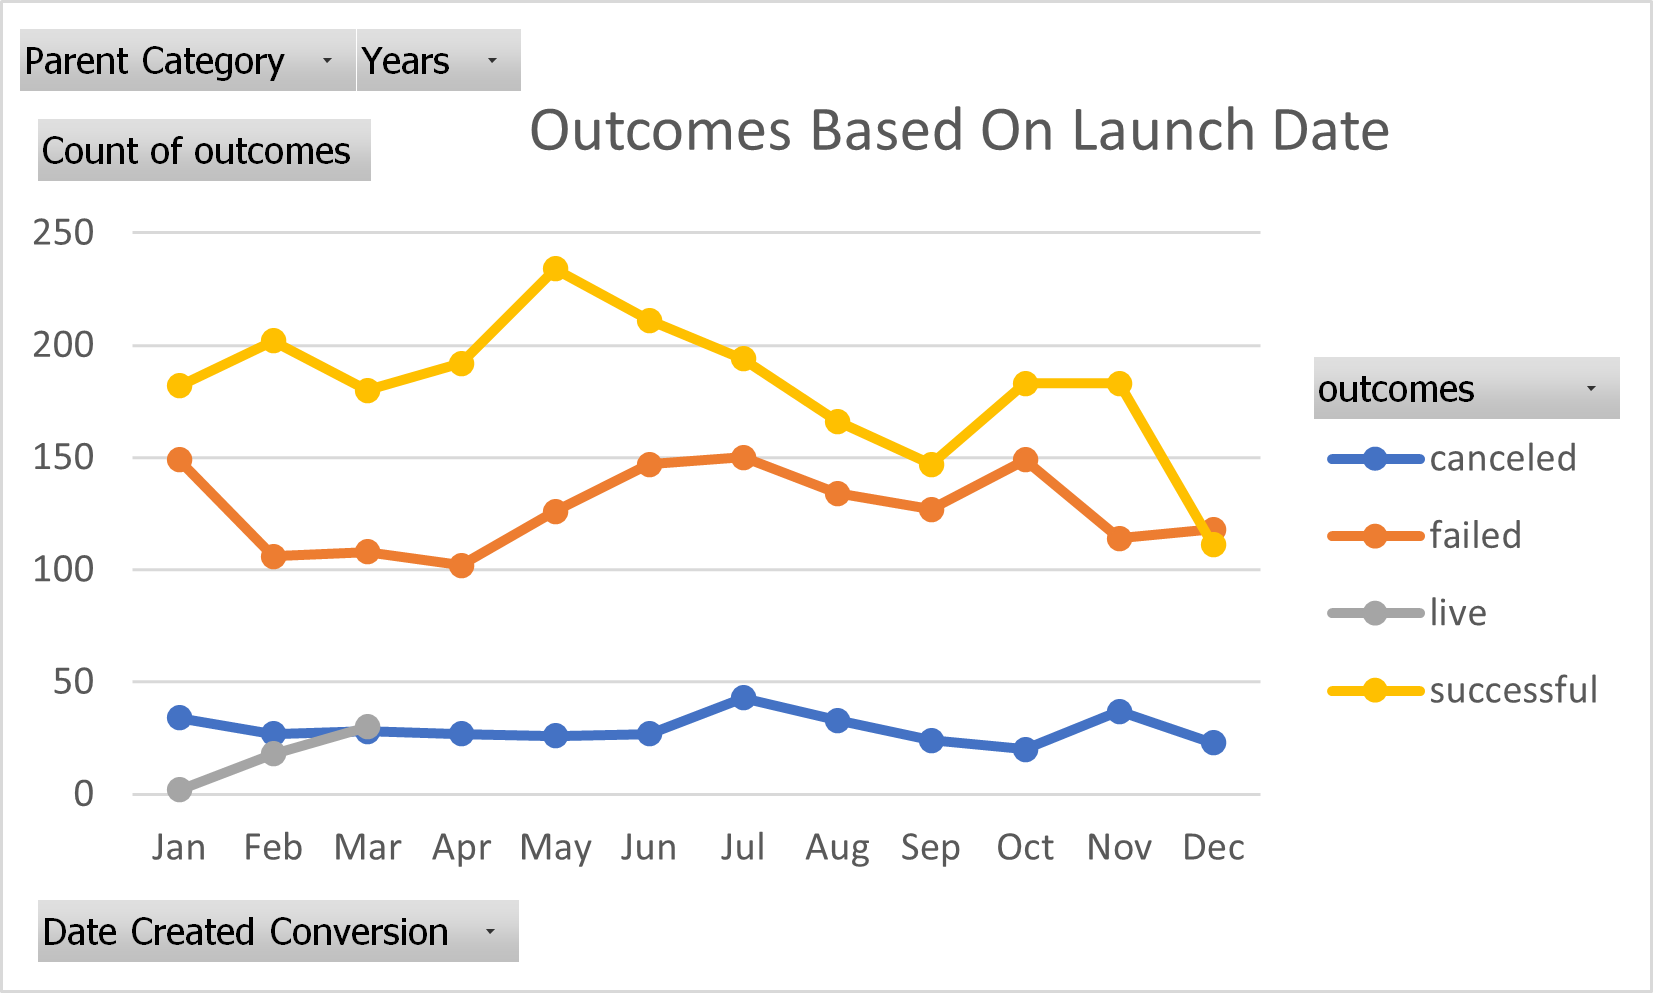 Parent Category Years
Count of outcomes
Outcomes Based On Launch Date
250
200
150
100
50
0
Jan Feb Mar Apr May Jun Jul Aug Sep Oct Nov Dec
outcomes
canceled
failed
live
successful
Date Created Conversion